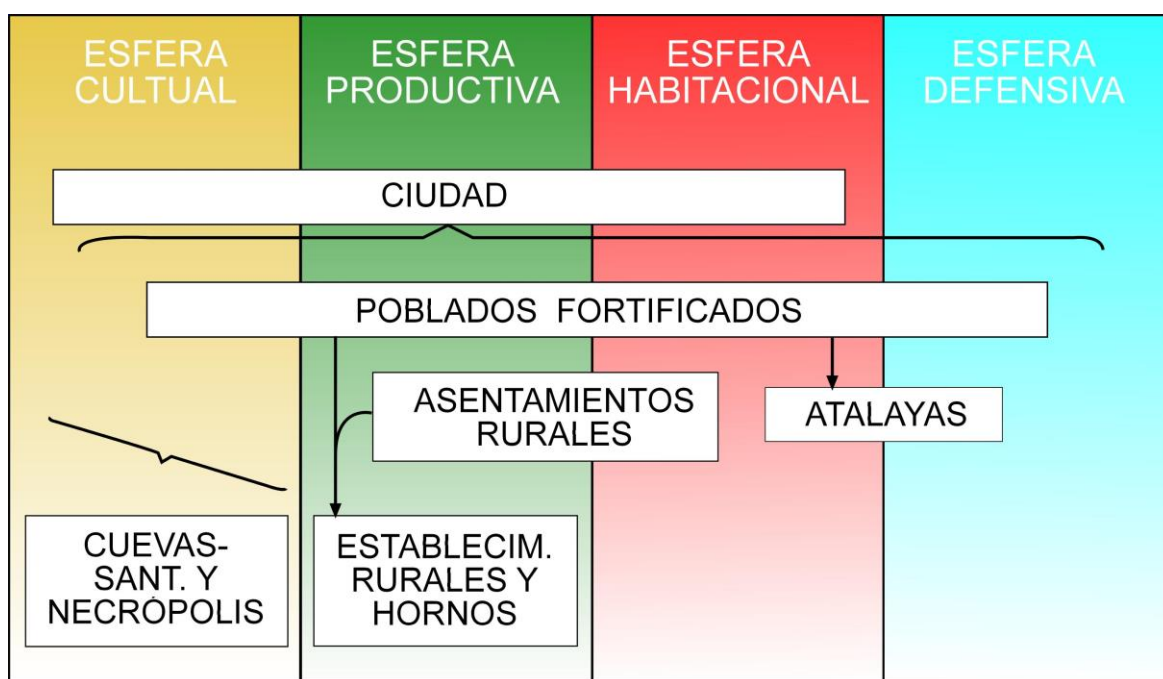 ESFERA
CULTUAL
ESFERA
PRODUCTIVA
ESFERA
HABITACIONAL
ESFERA
DEFENSIVA
CIUDAD
POBLADOS FORTIFICADOS
ASENTAMIENTOS
RURALES
ATALAYAS
CUEVAS-
SANT. Y
NECRÓPOLIS
ESTABLECIM.
RURALES Y
HORNOS